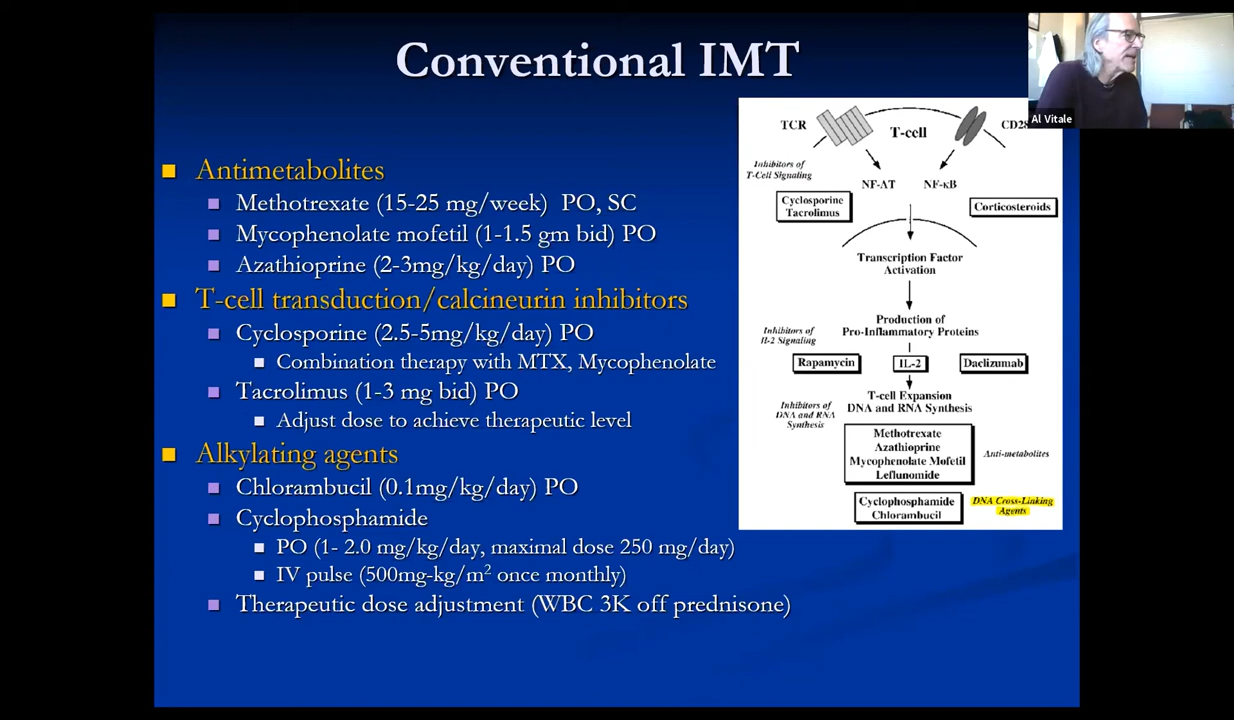 Conventional IMT
Al Vitale
Antimetabolites
Methotrexate (15-25 mg/week) PO, SC
Mycophenolate mofetil (1-1.5 gm bid) PO
Azathioprine (2-3mg/kg/day) PO
T-cell transduction/calcineurin inhibitors
Cyclosporine (2.5-5mg/kg/day) PO
Combination therapy with MTX, Mycophenolate
Tacrolimus (1-3 mg bid) PO
Adjust dose to achieve therapeutic level
Alkylating agents
Chlorambucil (0.1mg/kg/day) PO
Cyclophosphamide
PO (1- 2.0 mg/kg/day, maximal dose 250 mg/day)
IV pulse (500mg-kg/m² once monthly)
Therapeutic dose adjustment (WBC 3K off prednisone)
TCR
T-cell
CD28
Inhibitors of
T-Cell Signaling
NF-AT
NF-κB
Cyclosporine
Tacrolimus
Corticosteroids
Transcription Factor
Activation
Production of
Pro-Inflammatory Proteins
Inhibitors of
Il-2 Signaling
Rapamycin
IL-2
Daclizumab
T-cell Expansion
DNA and RNA Synthesis
Inhibitors of
DNA and RNA
Synthesis
Methotrexate
Azathioprine
Mycophenolate Mofetil
Leflunomide
Anti-metabolites
Cyclophosphamide
Chlorambucil
DNA Cross-Linking
Agents